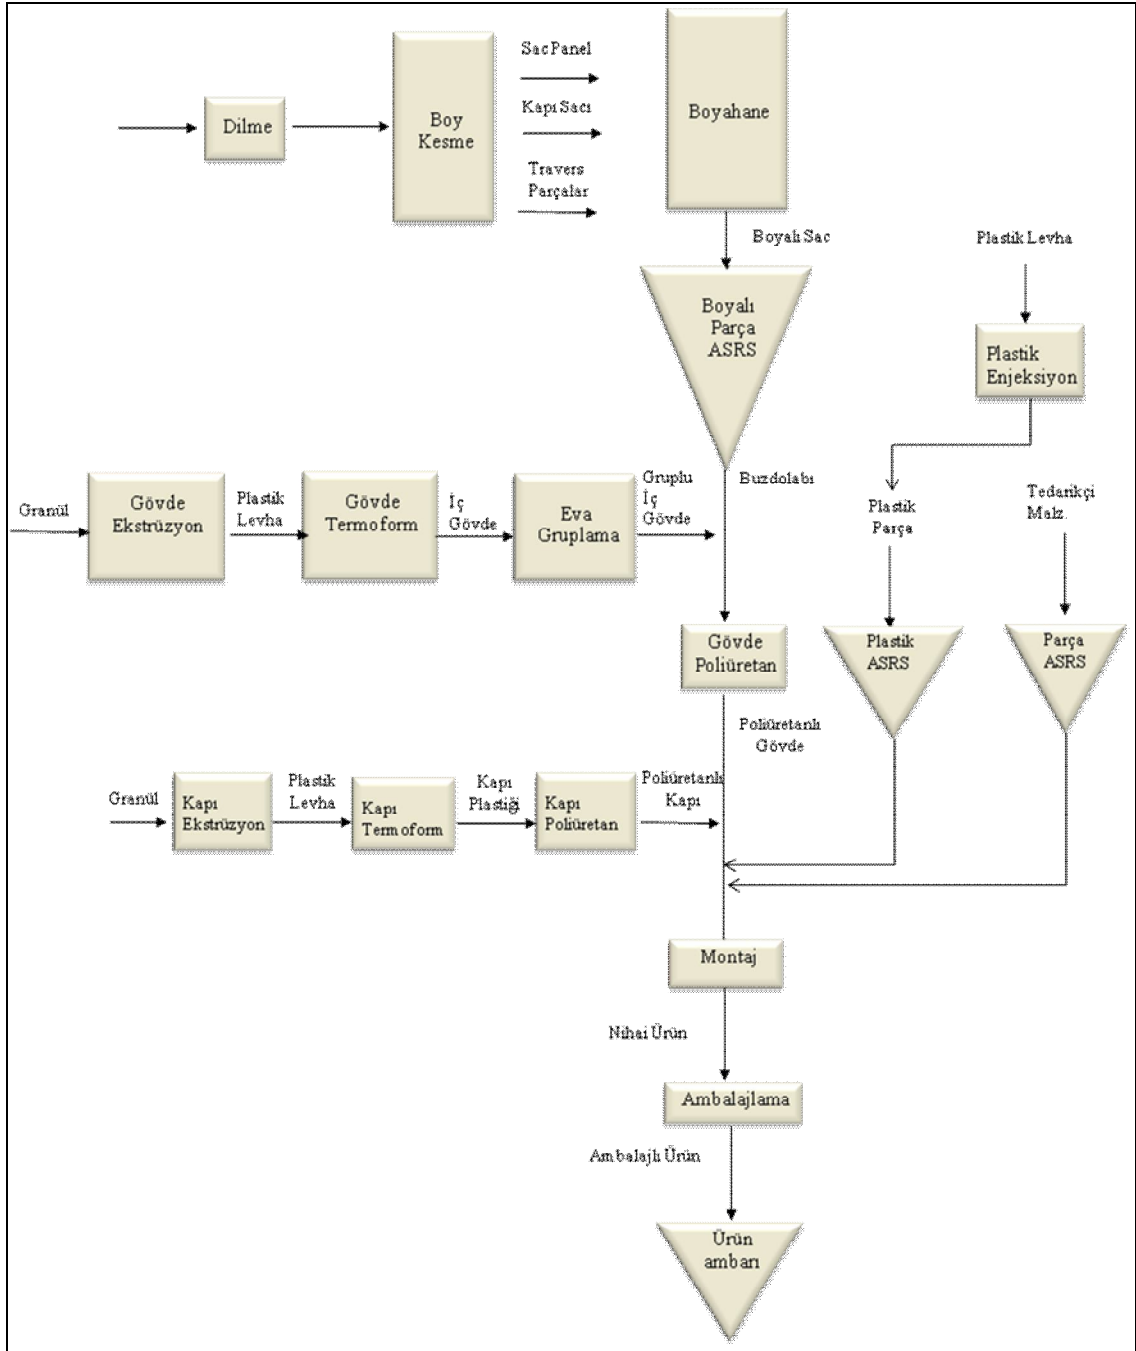 Sac Panel
Kapı Sacı
Travers
Parçalar
Dilme
Boy
Kesme
Boyahane
Boyalı Sac
Plastik Levha
Boyalı
Parça
ASRS
Plastik
Enjeksiyon
Granül
Gövde
Ekstrüzyon
Plastik
Levha
Gövde
Termoform
İç
Gövde
Eva
Gruplama
Gruplu
İç
Gövde
Buzdolabı
Plastik
Parça
Tedarikçi
Malz.
Gövde
Poliüretan
Plastik
ASRS
Parça
ASRS
Poliüretanlı
Gövde
Granül
Kapı
Ekstrüzyon
Plastik
Levha
Kapı
Termoform
Kapı
Plastiği
Kapı
Poliüretan
Poliüretanlı
Kapı
Montaj
Nihai Ürün
Ambalajlama
Ambalajlı Ürün
Ürün
ambarı